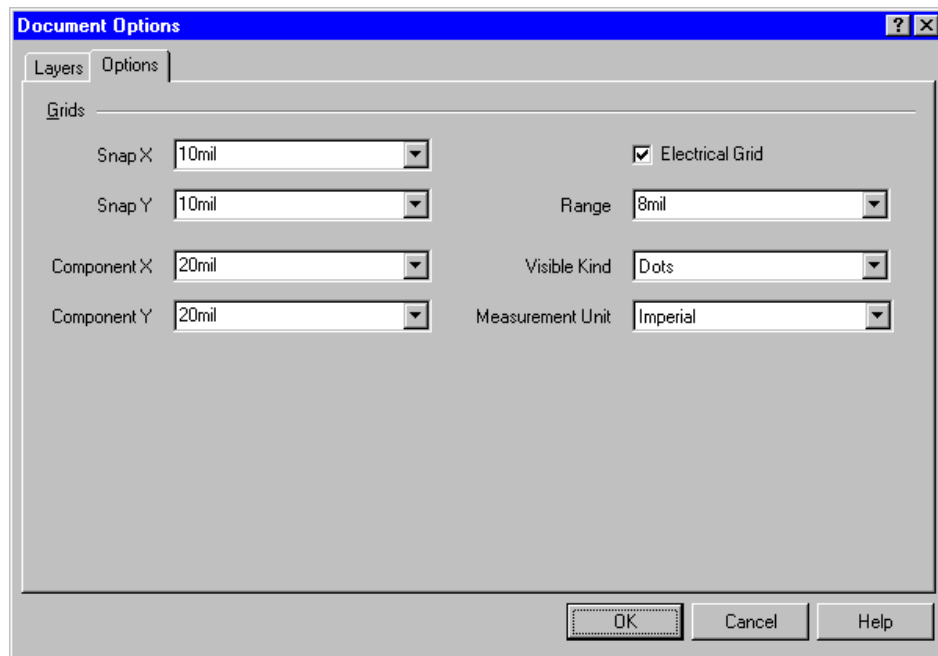 Document Options
Layers Options
Grids
Snap X 10mil Electrical Grid
Snap Y 10mil Range 8mil
Component X 20mil Visible Kind Dots
Component Y 20mil Measurement Unit Imperial
OK Cancel Help